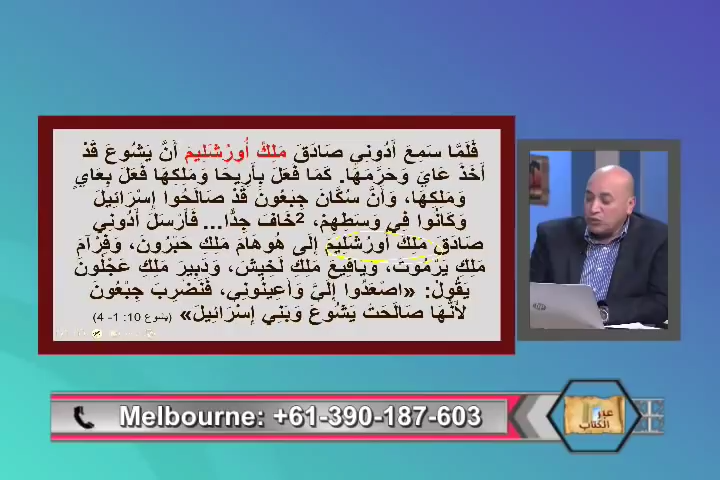 فَلَمَّا سَمِعَ أَدُونِي صَادَقَ مَلِكُ أُورُشَلِيمَ أَنَّ يَشُوعَ قَدْ
أَخَذَ عَايَ وَحَرَّمَهَا. كَمَا فَعَلَ بِأَرِيحَا وَمَلِكِهَا فَعَلَ بِعَايٍ
وَمَلِكِهَا، وَأَنَّ سُكَّانَ جِبْعُونَ قَدْ صَالَحُوا إِسْرَائِيلَ
وَكَانُوا فِي وَسَطِهِمْ، 2خَافَ جِدًّا... فَأَرْسَلَ أَدُونِي
صَادَقَ مَلِكُ أُورُشَلِيمَ إِلَى هُوهَامَ مَلِكِ حَبْرُونَ، وَفِرْآمَ
مَلِكِ يَرْمُوتَ، وَيَافِيعَ مَلِكِ لَخِيشَ، وَدَبِيرَ مَلِكِ عَجْلُونَ
يَقُولُ: «اصْعَدُوا إِلَيَّ وَأَعِينُونِي، فَنَضْرِبَ جِبْعُونَ
لأَنَّهَا صَالَحَتْ يَشُوعَ وَبَنِي إِسْرَائِيلَ» (يشوع 10: 1- 4)
Melbourne: +61-390-187-603
عبر
الكتاب